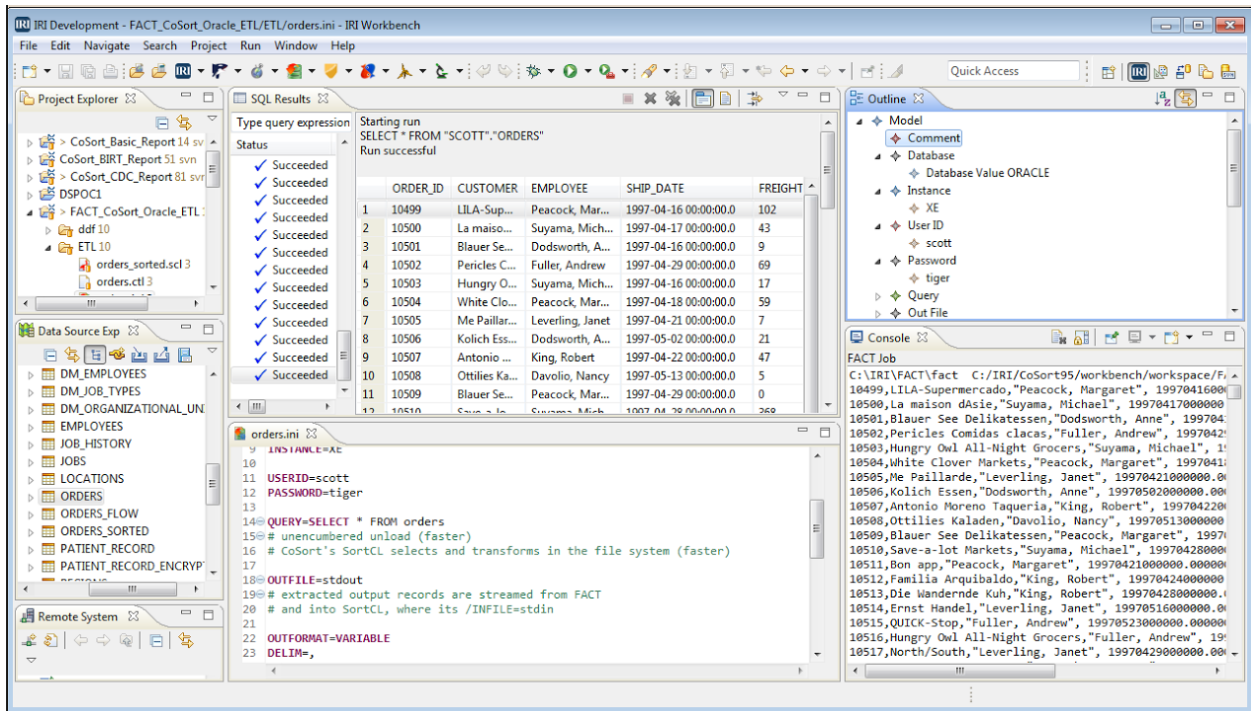 IRI Development - FACT_CoSort_Oracle_ETL/ETL/orders.ini - IRI Workbench
File Edit Navigate Search Project Run Window Help
Quick Access
Project Explorer
> CoSort_Basic_Report 14 sv
CoSort_BIRT_Report 51 svn
> CoSort_CDC_Report 81 svr
DSPOC1
> FACT_CoSort_Oracle_ETL
ddf 10
ETL 10
orders_sorted.scl 3
orders.ctl 3
Data Source Exp
DM_EMPLOYEES
DM_JOB_TYPES
DM_ORGANIZATIONAL_UN
EMPLOYEES
JOB_HISTORY
JOBS
LOCATIONS
ORDERS
ORDERS_FLOW
ORDERS_SORTED
PATIENT_RECORD
PATIENT_RECORD_ENCRYP
Remote System
SQL Results
Type query expression
Status
Succeeded
Succeeded
Succeeded
Succeeded
Succeeded
Succeeded
Succeeded
Succeeded
Succeeded
Succeeded
Succeeded
Succeeded
Succeeded
Starting run
SELECT * FROM "SCOTT"."ORDERS"
Run successful
ORDER_ID CUSTOMER EMPLOYEE SHIP_DATE FREIGHT
1 10499 LILA-Sup... Peacock, Mar... 1997-04-16 00:00:00.0 102
2 10500 La maiso... Suyama, Mich... 1997-04-17 00:00:00.0 43
3 10501 Blauer Se... Dodsworth, A... 1997-04-16 00:00:00.0 9
4 10502 Pericles C... Fuller, Andrew 1997-04-29 00:00:00.0 69
5 10503 Hungry O... Suyama, Mich... 1997-04-16 00:00:00.0 17
6 10504 White Clo... Peacock, Mar... 1997-04-18 00:00:00.0 59
7 10505 Me Paillar... Leverling, Janet 1997-04-21 00:00:00.0 7
8 10506 Kolich Ess... Dodsworth, A... 1997-05-02 00:00:00.0 21
9 10507 Antonio ... King, Robert 1997-04-22 00:00:00.0 47
10 10508 Ottilies Ka... Davolio, Nancy 1997-05-13 00:00:00.0 5
11 10509 Blauer Se... Peacock, Mar... 1997-04-29 00:00:00.0 0
12 10510 Save-a-lo... Suyama, Mich... 1997-04-28 00:00:00.0 368
orders.ini
9 INSTANCE=XE
10
11 USERID=scott
12 PASSWORD=tiger
13
14 QUERY=SELECT * FROM orders
15 # unencumbered unload (faster)
16 # CoSort's SortCL selects and transforms in the file system (faster)
17
18 OUTFILE=stdout
19 # extracted output records are streamed from FACT
20 # and into SortCL, where its /INFILE=stdin
21
22 OUTFORMAT=VARIABLE
23 DELIM=,
Outline
Model
Comment
Database
Database Value ORACLE
Instance
XE
User ID
scott
Password
tiger
Query
Out File
Console
FACT Job
C:\IRI\FACT\fact C:/IRI/CoSort95/workbench/workspace/F
10499,LILA-Supermercado,"Peacock, Margaret", 199704160
10500,La maison dAsie,"Suyama, Michael", 19970417000000
10501,Blauer See Delikatessen,"Dodsworth, Anne", 199704
10502,Pericles Comidas clacas,"Fuller, Andrew", 1997042
10503,Hungry Owl All-Night Grocers,"Suyama, Michael", 1
10504,White Clover Markets,"Peacock, Margaret", 1997041
10505,Me Paillarde,"Leverling, Janet", 19970421000000.0
10506,Kolich Essen,"Dodsworth, Anne", 19970502000000.00
10507,Antonio Moreno Taqueria,"King, Robert", 199704220
10508,Ottilies Kaladen,"Davolio, Nancy", 19970513000000
10509,Blauer See Delikatessen,"Peacock, Margaret", 1997
10510,Save-a-lot Markets,"Suyama, Michael", 19970428000
10511,Bon app,"Peacock, Margaret", 19970421000000.0000
10512,Familia Arquibaldo,"King, Robert", 19970424000000
10513,Die Wandernde Kuh,"King, Robert", 19970428000000.
10514,Ernst Handel,"Leverling, Janet", 19970516000000.0
10515,QUICK-Stop,"Fuller, Andrew", 19970523000000.0000
10516,Hungry Owl All-Night Grocers,"Fuller, Andrew", 19
10517,North/South,"Leverling, Janet", 19970429000000.00